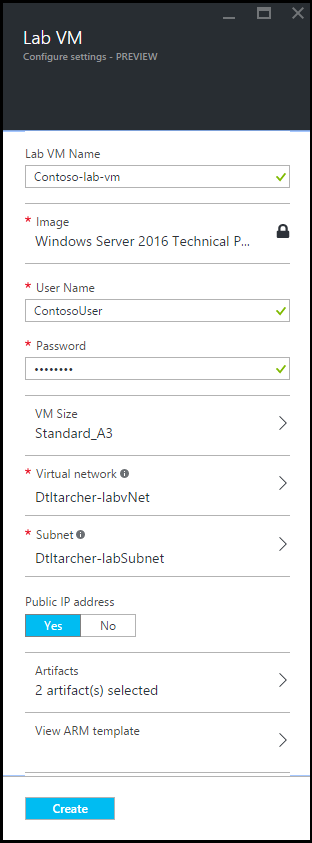 Lab VM
Configure settings - PREVIEW
Lab VM Name
Contoso-lab-vm
* Image
Windows Server 2016 Technical P...
* User Name
ContosoUser
* Password
••••••••
VM Size
Standard_A3
* Virtual network
Dtltarcher-labvNet
* Subnet
Dtltarcher-labSubnet
Public IP address
Yes No
Artifacts
2 artifact(s) selected
View ARM template
Create